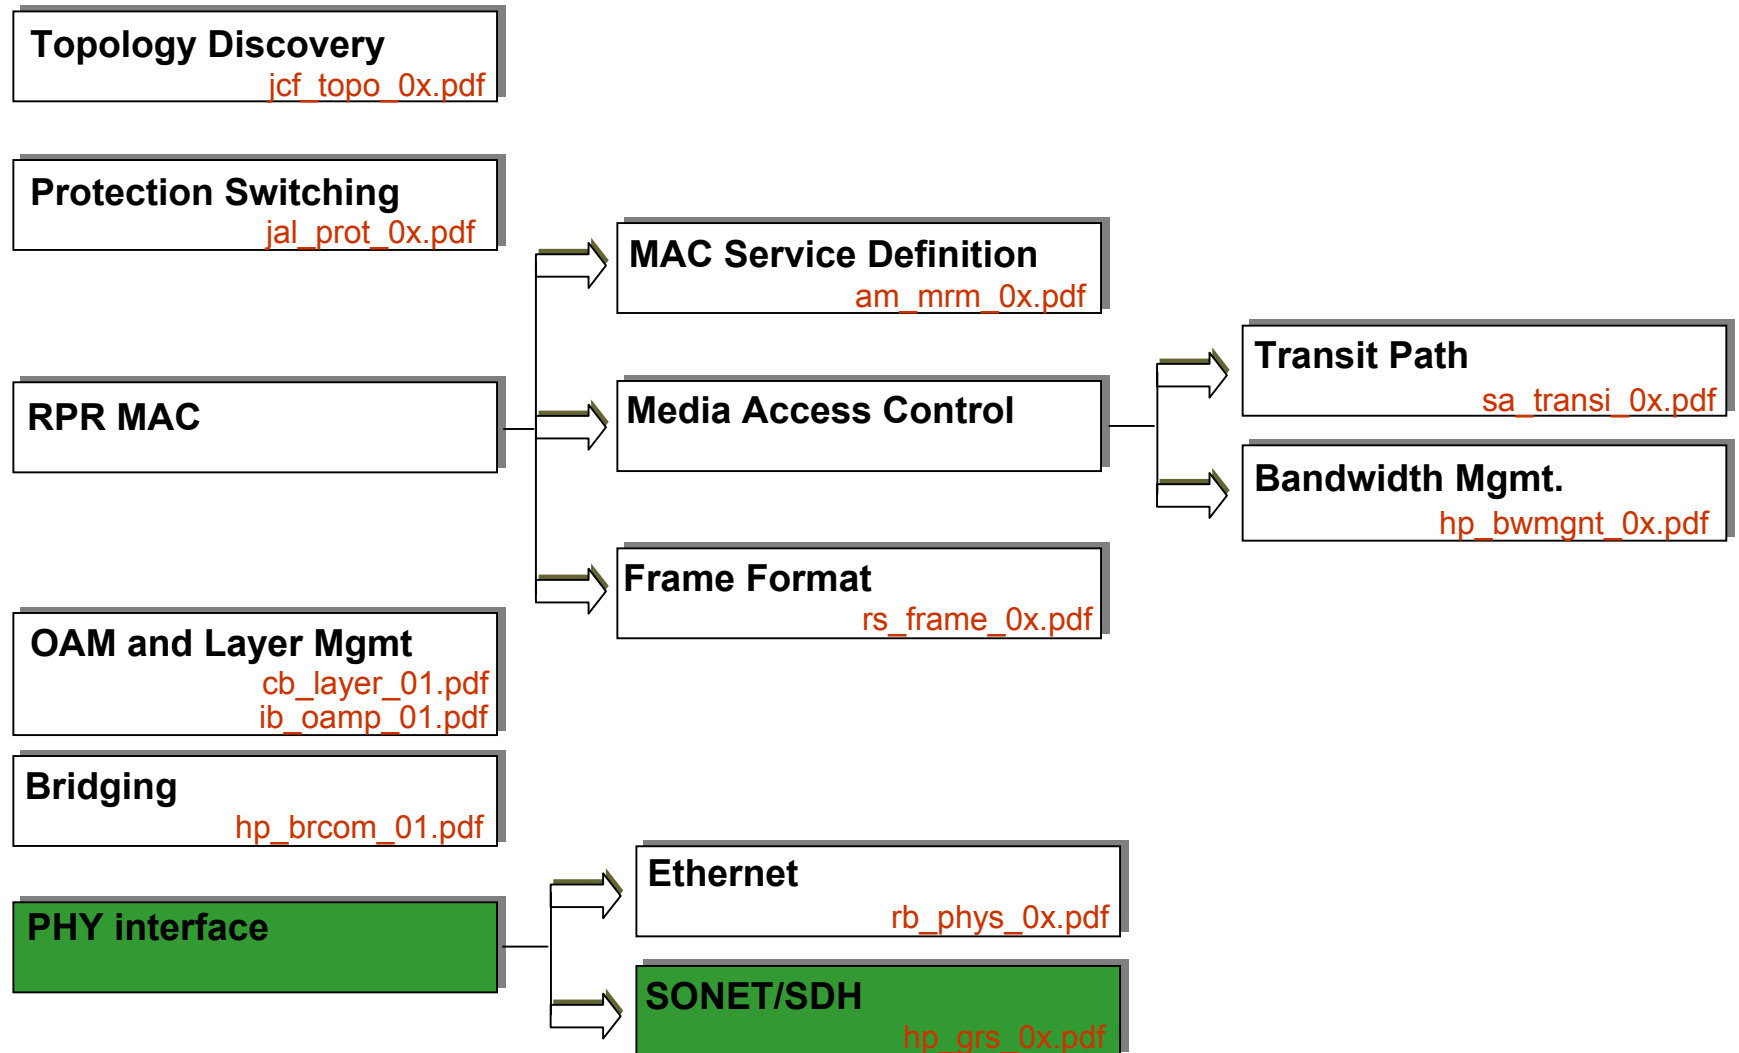 Topology Discovery
jcf_topo_0x.pdf
Protection Switching
jal_prot_0x.pdf
MAC Service Definition
am_mrm_0x.pdf
Transit Path
sa_transi_0x.pdf
RPR MAC
Media Access Control
Bandwidth Mgmt.
hp_bwmgnt_0x.pdf
Frame Format
rs_frame_0x.pdf
OAM and Layer Mgmt
cb_layer_01.pdf
ib_oamp_01.pdf
Bridging
hp_brcom_01.pdf
Ethernet
rb_phys_0x.pdf
PHY interface
SONET/SDH
hp_grs_0x.pdf